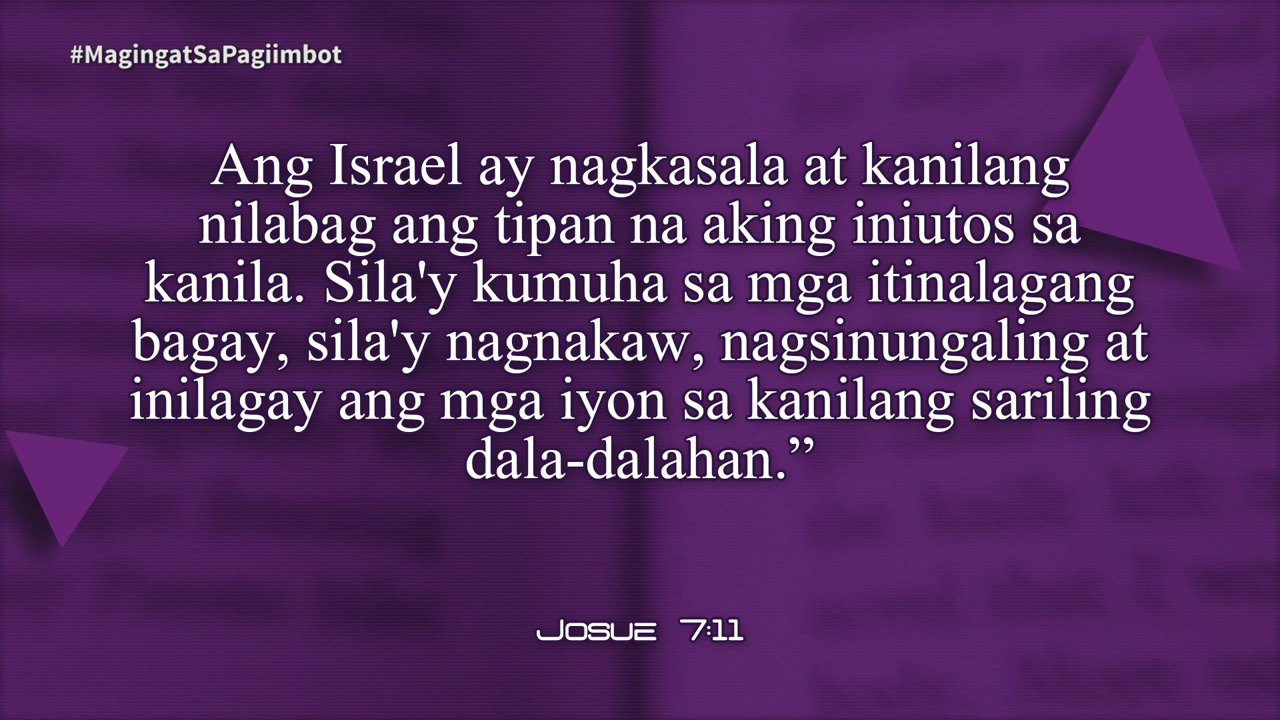 #MagingatSaPagiimbot
Ang Israel ay nagkasala at kanilang
nilabag ang tipan na aking iniutos sa
kanila. Sila'y kumuha sa mga itinalagang
bagay, sila'y nagnakaw, nagsinungaling at
inilagay ang mga iyon sa kanilang sariling
dala-dalahan.”
Josue 7:11